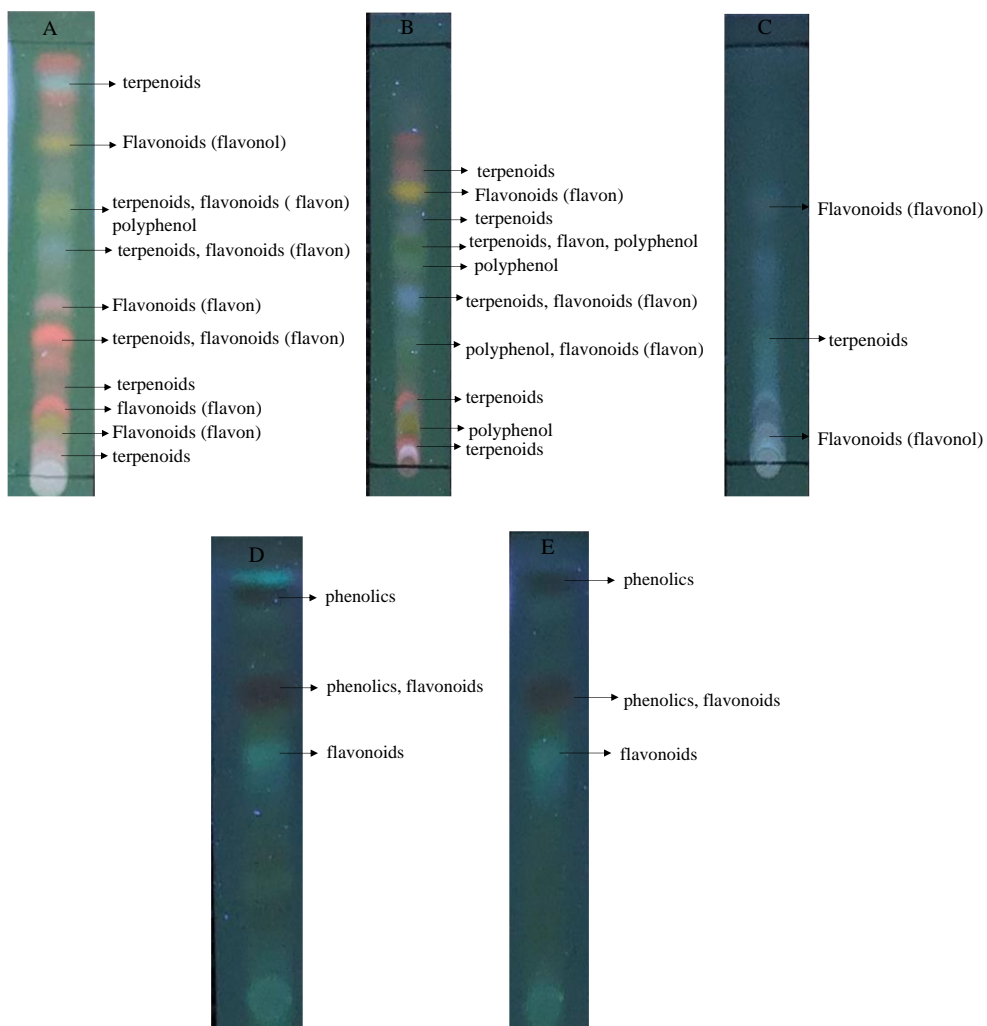 A
terpenoids
Flavonoids (flavonol)
terpenoids, flavonoids ( flavon)
polyphenol
terpenoids, flavonoids (flavon)
Flavonoids (flavon)
terpenoids, flavonoids (flavon)
terpenoids
flavonoids (flavon)
Flavonoids (flavon)
terpenoids
B
terpenoids
Flavonoids (flavon)
terpenoids
terpenoids, flavon, polyphenol
polyphenol
terpenoids, flavonoids (flavon)
polyphenol, flavonoids (flavon)
terpenoids
polyphenol
terpenoids
C
Flavonoids (flavonol)
terpenoids
Flavonoids (flavonol)
D
phenolics
phenolics, flavonoids
flavonoids
E
phenolics
phenolics, flavonoids
flavonoids